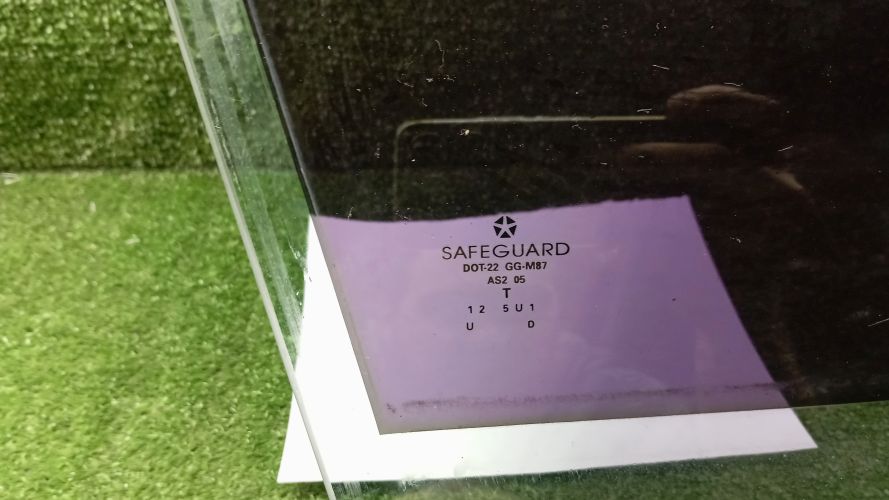 SAFEGUARD
DOT-22 GG-M87
AS2 05
T
1 2 5 U 1
U D